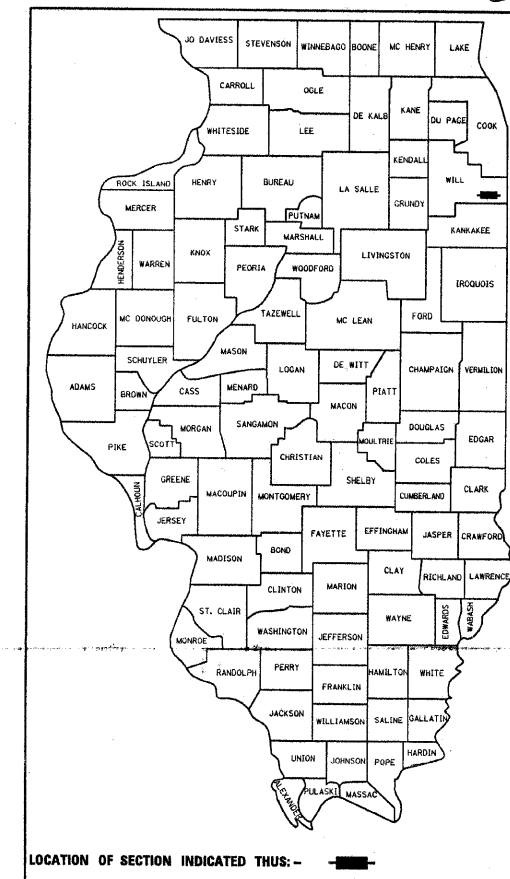 JO DAVIESS STEVENSON WINNEBAGO BOONE MC HENRY LAKE
CARROLL OGLE
DE KALB KANE DU PAGE COOK
WHITESIDE LEE
KENDALL
WILL
ROCK ISLAND HENRY BUREAU LA SALLE
GRUNDY
MERCER PUTNAM
KANKAKEE
STARK MARSHALL
HENDERSON WARREN KNOX
PEORIA WOODFORD LIVINGSTON
IROQUOIS
HANCOCK MC DONOUGH FULTON TAZEWELL MC LEAN FORD
MASON
SCHUYLER
ADAMS BROWN CASS MENARD LOGAN DE WITT CHAMPAIGN VERMILION
MACON PIATT
MORGAN SANGAMON
PIKE SCOTT CHRISTIAN MOULTRIE DOUGLAS EDGAR
COLES
CALHOUN GREENE MACOUPIN MONTGOMERY SHELBY
CUMBERLAND CLARK
JERSEY
FAYETTE EFFINGHAM JASPER CRAWFORD
MADISON BOND
CLAY RICHLAND LAWRENCE
CLINTON MARION
ST. CLAIR WAYNE EDWARDS WABASH
MONROE WASHINGTON JEFFERSON
RANDOLPH PERRY HAMILTON WHITE
FRANKLIN
JACKSON WILLIAMSON SALINE GALLATIN
UNION JOHNSON POPE HARDIN
ALEXANDER PULASKI MASSAC
LOCATION OF SECTION INDICATED THUS: -